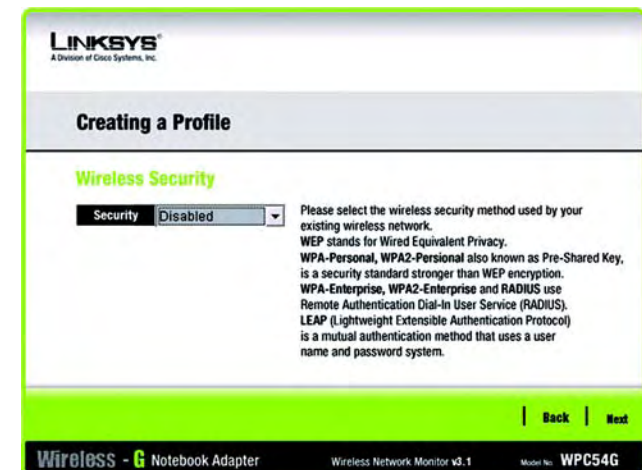 LINKSYS®
A Division of Cisco Systems, Inc.
Creating a Profile
Wireless Security
Security Disabled
Please select the wireless security method used by your
existing wireless network.
WEP stands for Wired Equivalent Privacy.
WPA-Personal, WPA2-Persional also known as Pre-Shared Key,
is a security standard stronger than WEP encryption.
WPA-Enterprise, WPA2-Enterprise and RADIUS use
Remote Authentication Dial-In User Service (RADIUS).
LEAP (Lightweight Extensible Authentication Protocol)
is a mutual authentication method that uses a user
name and password system.
Back Next
Wireless - G Notebook Adapter Wireless Network Monitor v3.1 Model No. WPC54G